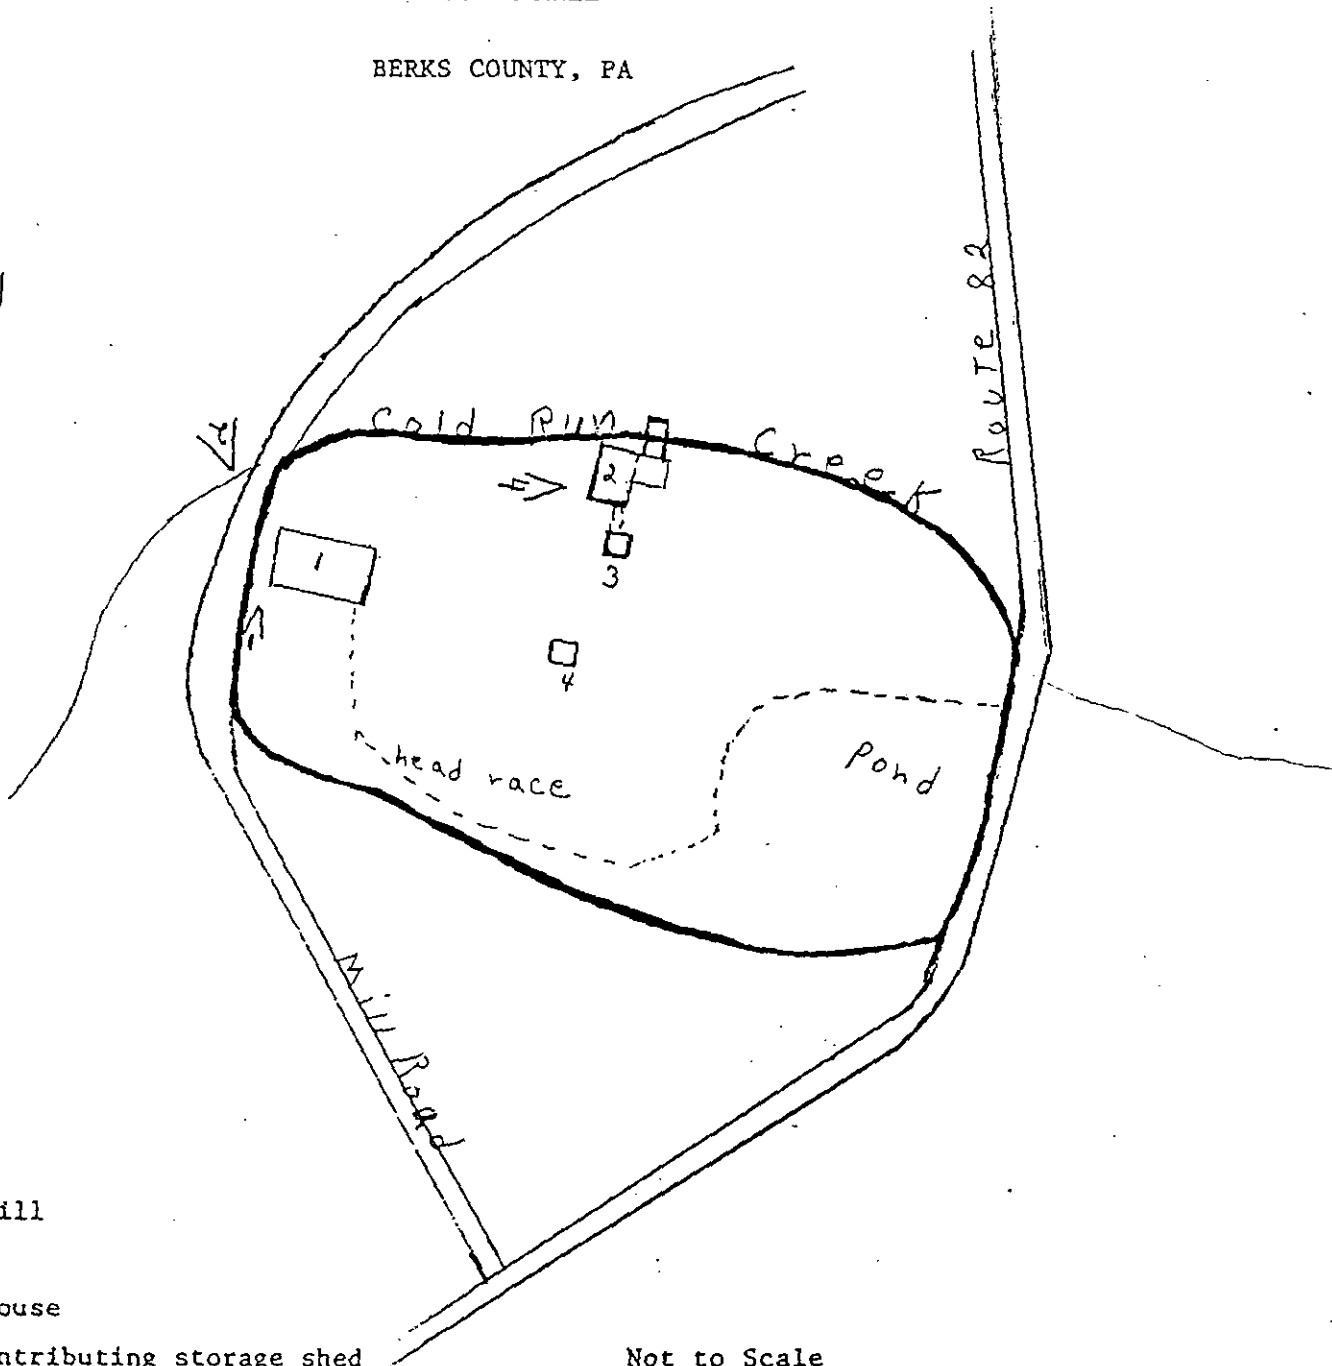 BERKS COUNTY, PA
Route 82
Cold Run Creek
2
1
3
4
head race
Pond
Mill Road
ill
ouse
ntributing storage shed
Not to Scale